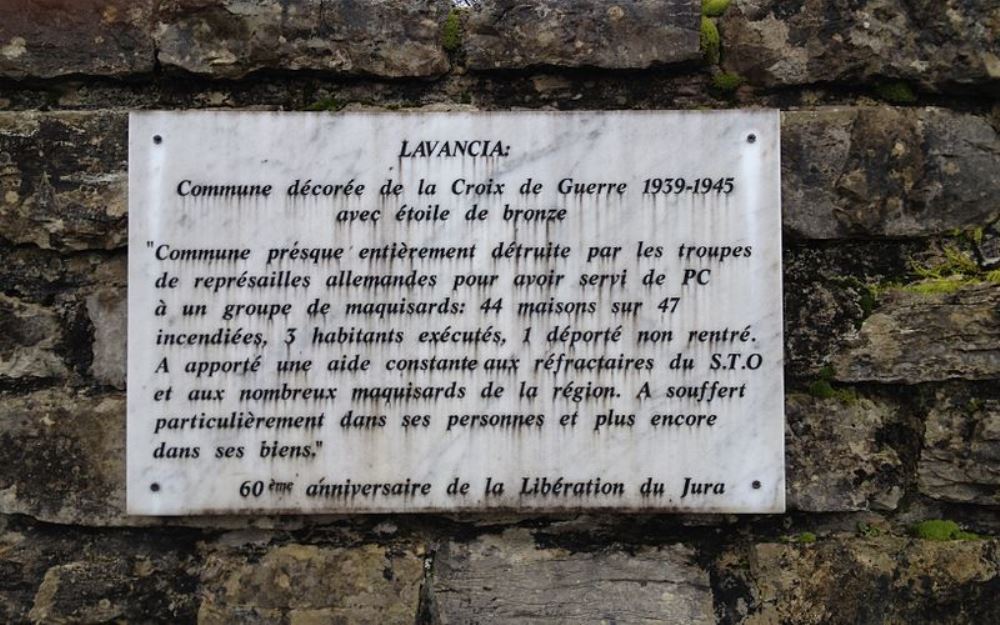 LAVANCIA:
Commune décorée de la Croix de Guerre 1939-1945
avec étoile de bronze
"Commune présque entièrement détruite par les troupes
de représailles allemandes pour avoir servi de PC
à un groupe de maquisards: 44 maisons sur 47
incendiées, 3 habitants exécutés, 1 déporté non rentré.
A apporté une aide constante aux réfractaires du S.T.O
et aux nombreux maquisards de la région. A souffert
particulièrement dans ses personnes et plus encore
dans ses biens."
60ème anniversaire de la Libération du Jura